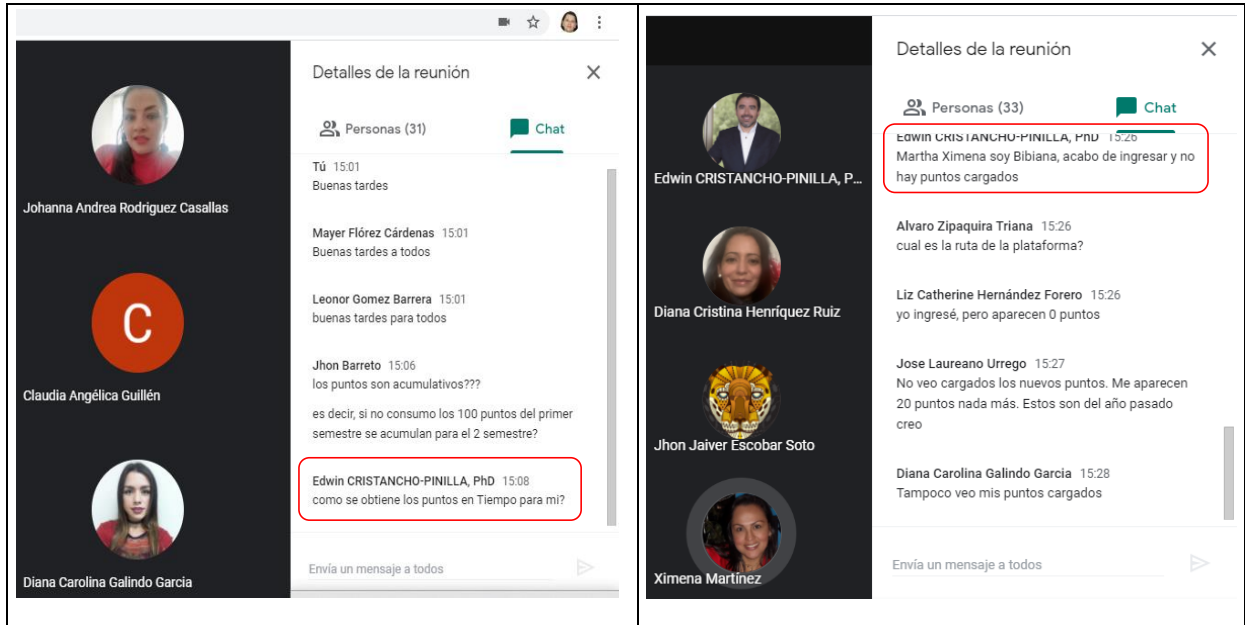 Detalles de la reunión
Personas (31)
Chat
Tú 15:01
Buenas tardes
Mayer Flórez Cárdenas 15:01
Buenas tardes a todos
Leonor Gomez Barrera 15:01
buenas tardes para todos
Jhon Barreto 15:06
los puntos son acumulativos???
es decir, si no consumo los 100 puntos del primer
semestre se acumulan para el 2 semestre?
Edwin CRISTANCHO-PINILLA, PhD 15:08
como se obtiene los puntos en Tiempo para mi?
Envía un mensaje a todos
Johanna Andrea Rodriguez Casallas
C
Claudia Angélica Guillén
Diana Carolina Galindo Garcia
Detalles de la reunión
Personas (33)
Chat
Edwin CRISTANCHO-PINILLA, PhD 15:26
Martha Ximena soy Bibiana, acabo de ingresar y no
hay puntos cargados
Alvaro Zipaquira Triana 15:26
cual es la ruta de la plataforma?
Liz Catherine Hernández Forero 15:26
yo ingresé, pero aparecen 0 puntos
Jose Laureano Urrego 15:27
No veo cargados los nuevos puntos. Me aparecen
20 puntos nada más. Estos son del año pasado
creo
Diana Carolina Galindo Garcia 15:28
Tampoco veo mis puntos cargados
Envía un mensaje a todos
Edwin CRISTANCHO-PINILLA, P...
Diana Cristina Henríquez Ruiz
Jhon Jaiver Escobar Soto
Ximena Martínez